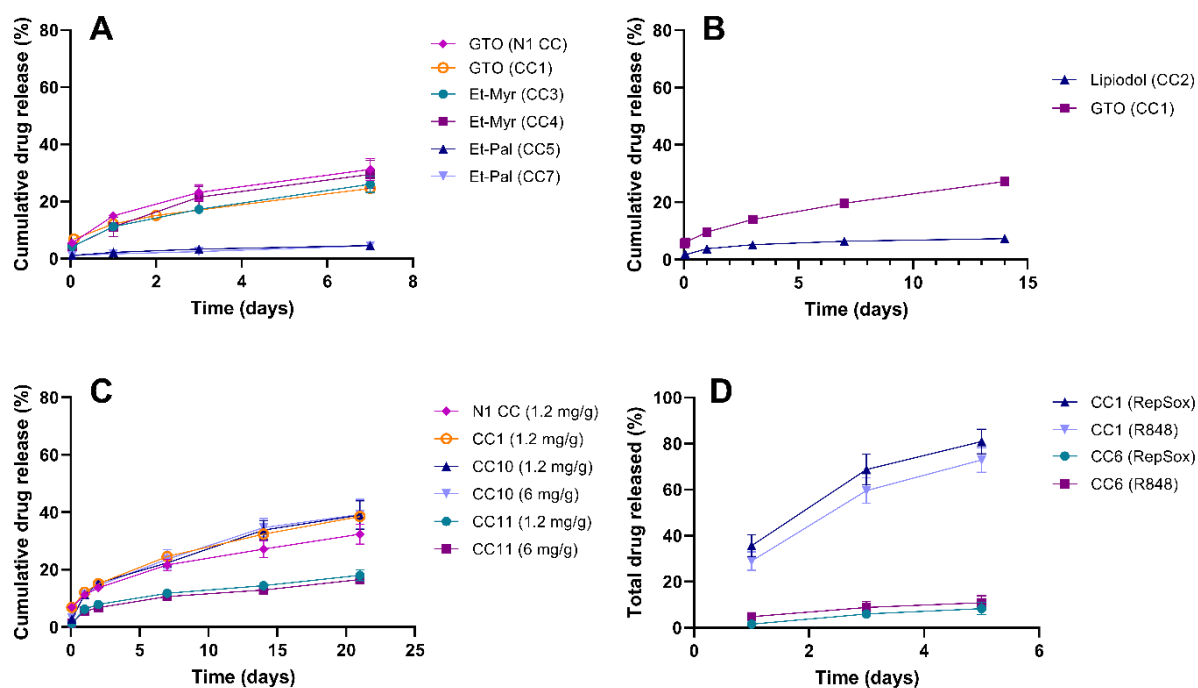 A
Cumulative drug release (%)
80
60
40
20
0
0 2 4 6 8
Time (days)
GTO (N1 CC)
GTO (CC1)
Et-Myr (CC3)
Et-Myr (CC4)
Et-Pal (CC5)
Et-Pal (CC7)
B
Cumulative drug release (%)
80
60
40
20
0
0 5 10 15
Time (days)
Lipiodol (CC2)
GTO (CC1)
C
Cumulative drug release (%)
80
60
40
20
0
0 5 10 15 20 25
Time (days)
N1 CC (1.2 mg/g)
CC1 (1.2 mg/g)
CC10 (1.2 mg/g)
CC10 (6 mg/g)
CC11 (1.2 mg/g)
CC11 (6 mg/g)
D
Total drug released (%)
100
80
60
40
20
0
0 2 4 6
Time (days)
CC1 (RepSox)
CC1 (R848)
CC6 (RepSox)
CC6 (R848)